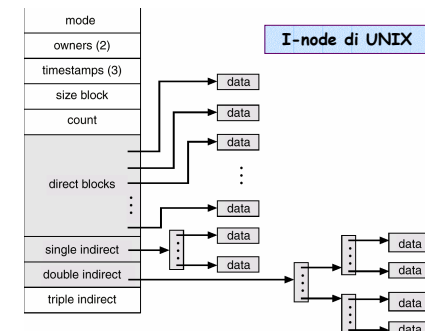 I-node di UNIX
mode
owners (2)
timestamps (3)
size block
count
direct blocks
single indirect
double indirect
triple indirect
data
data
data
data
data
data
data
data
data
data